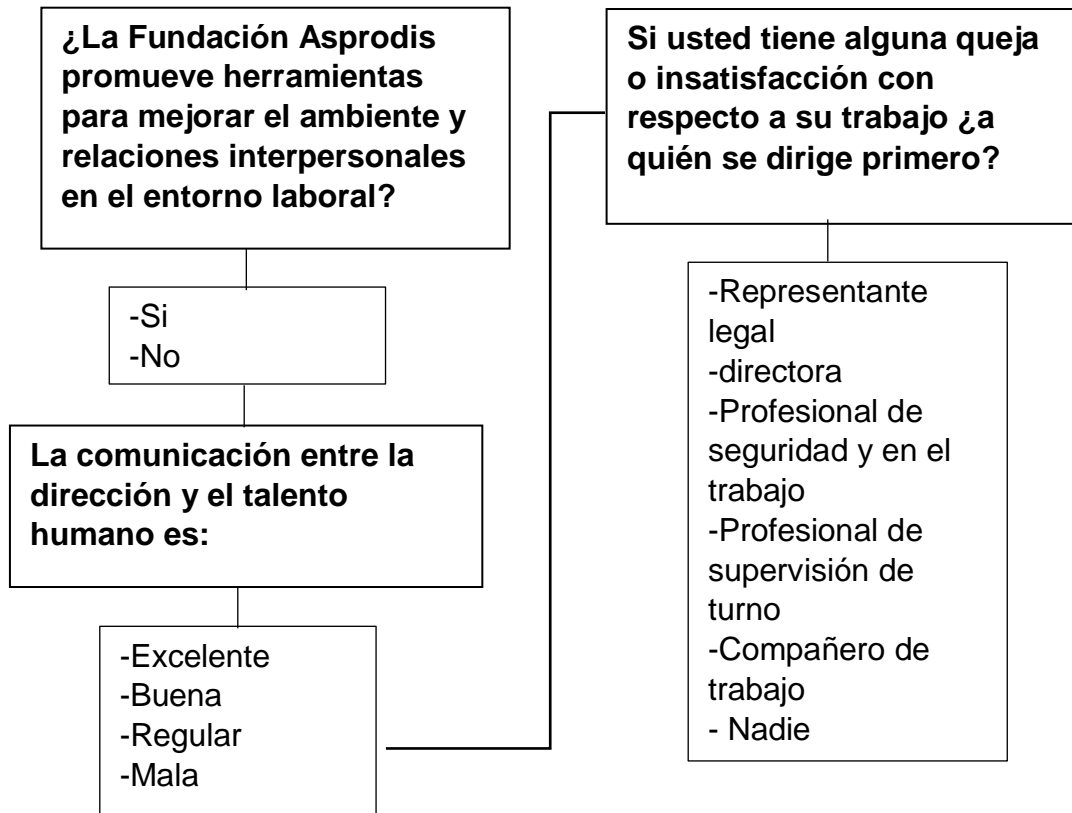 ¿La Fundación Asprodis
promueve herramientas
para mejorar el ambiente y
relaciones interpersonales
en el entorno laboral?
-Si
-No
La comunicación entre la
dirección y el talento
humano es:
-Excelente
-Buena
-Regular
-Mala
Si usted tiene alguna queja
o insatisfacción con
respecto a su trabajo ¿a
quién se dirige primero?
-Representante
legal
-directora
-Profesional de
seguridad y en el
trabajo
-Profesional de
supervisión de
turno
-Compañero de
trabajo
- Nadie